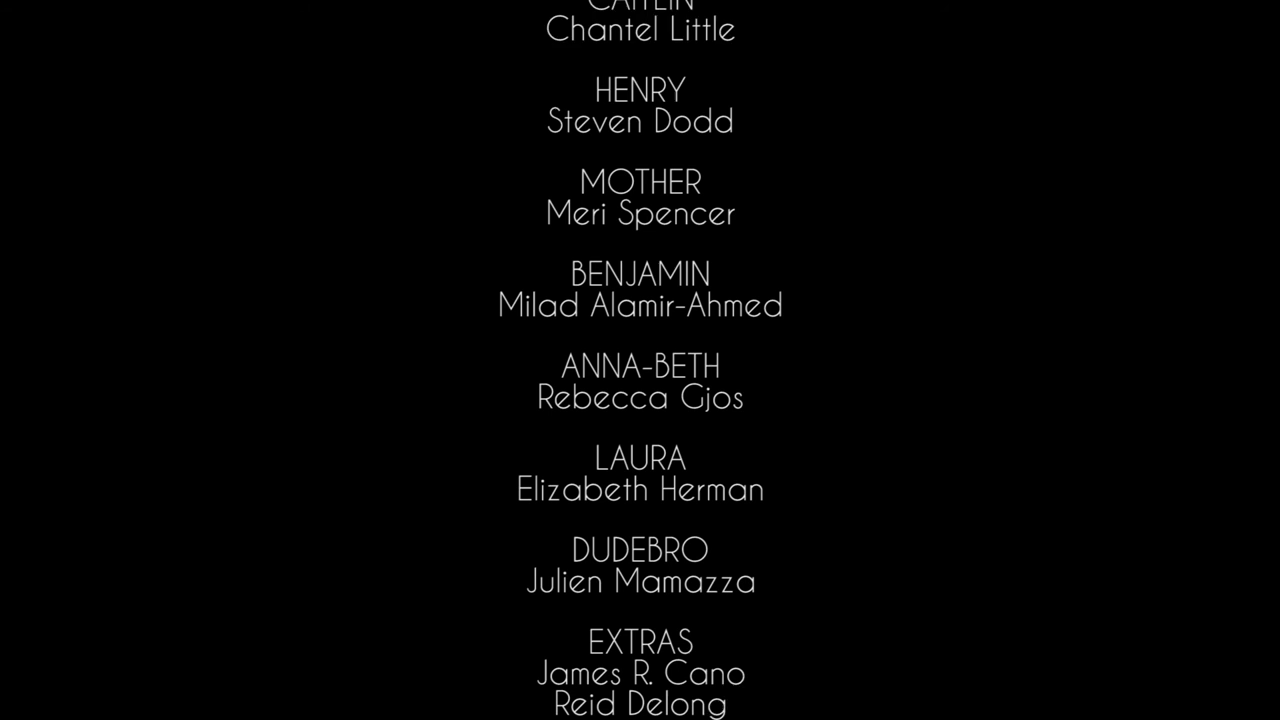 CAITLIN
Chantel Little
HENRY
Steven Dodd
MOTHER
Meri Spencer
BENJAMIN
Milad Alamir-Ahmed
ANNA-BETH
Rebecca Gjos
LAURA
Elizabeth Herman
DUDEBRO
Julien Mamazza
EXTRAS
James R. Cano
Reid Delong